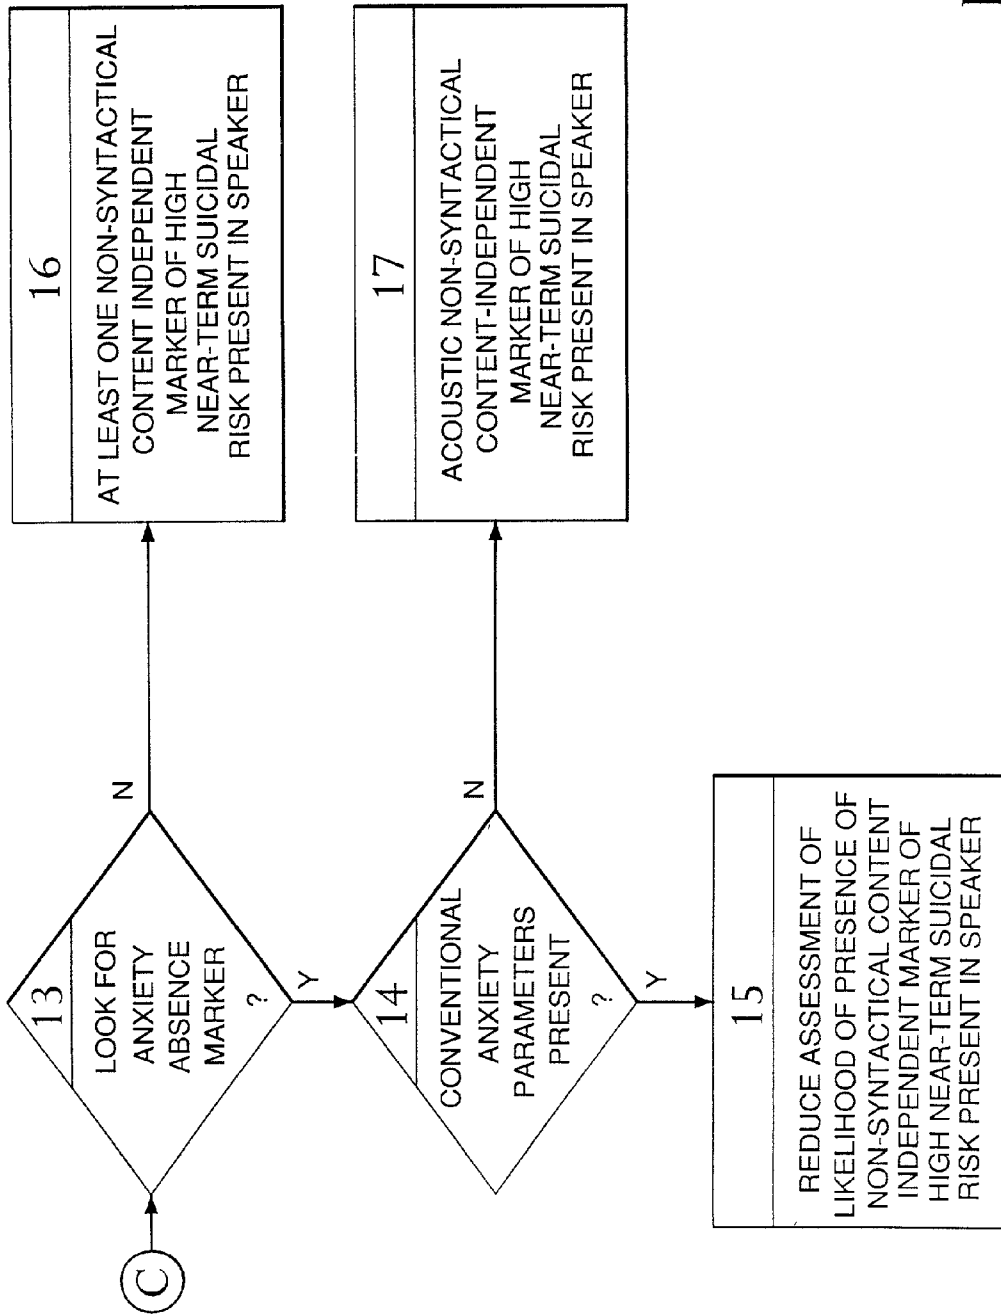 C
13
LOOK FOR
ANXIETY
ABSENCE
MARKER
?
N
Y
16
AT LEAST ONE NON-SYNTACTICAL
CONTENT INDEPENDENT
MARKER OF HIGH
NEAR-TERM SUICIDAL
RISK PRESENT IN SPEAKER
14
CONVENTIONAL
ANXIETY
PARAMETERS
PRESENT
?
N
Y
17
ACOUSTIC NON-SYNTACTICAL
CONTENT-INDEPENDENT
MARKER OF HIGH
NEAR-TERM SUICIDAL
RISK PRESENT IN SPEAKER
15
REDUCE ASSESSMENT OF
LIKELIHOOD OF PRESENCE OF
NON-SYNTACTICAL CONTENT
INDEPENDENT MARKER OF
HIGH NEAR-TERM SUICIDAL
RISK PRESENT IN SPEAKER